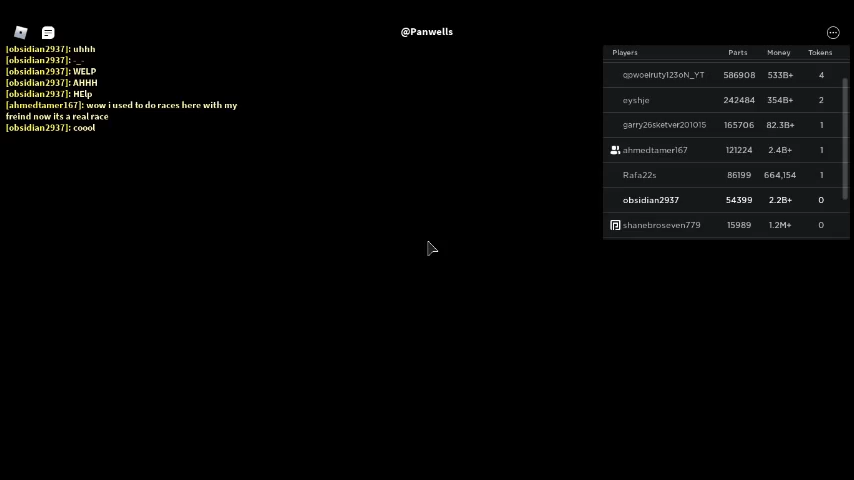 @Panwells
[obsidian2937]: uhhh
[obsidian2937]: -_-
[obsidian2937]: WELP
[obsidian2937]: AHHH
[obsidian2937]: HElp
[ahmedtamer167]: wow i used to do races here with my
freind now its a real race
[obsidian2937]: coool
Players Parts Money Tokens
qpwoeiruty123oN_YT 586908 533B+ 4
eyshje 242484 354B+ 2
garry26sketver201015 165706 82.3B+ 1
ahmedtamer167 121224 2.4B+ 1
Rafa22s 86199 664,154 1
obsidian2937 54399 2.2B+ 0
shanebroseven779 15989 1.2M+ 0